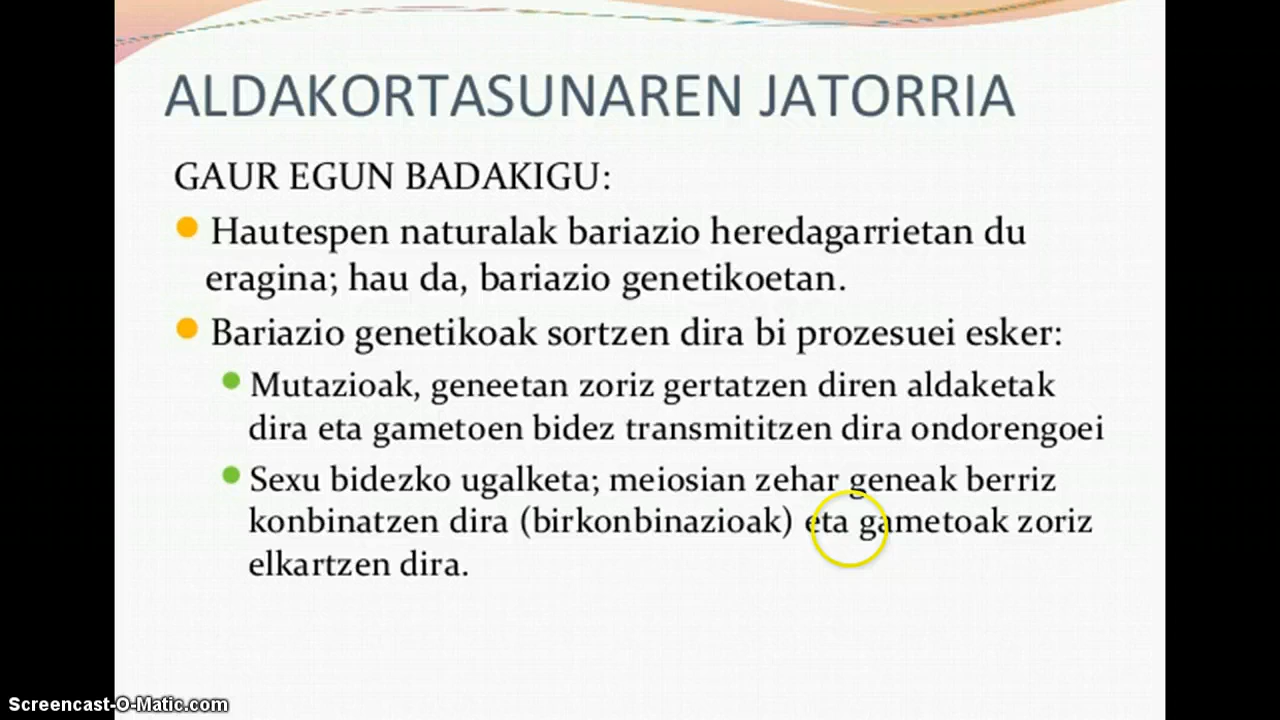 ALDAKORTASUNAREN JATORRIA
GAUR EGUN BADAKIGU:
Hautespen naturalak bariazio heredagarrietan du
eragina; hau da, bariazio genetikoetan.
Bariazio genetikoak sortzen dira bi prozesuei esker:
Mutazioak, geneetan zoriz gertatzen diren aldaketak
dira eta gametoen bidez transmititzen dira ondorengoei
Sexu bidezko ugalketa; meiosian zehar geneak berriz
konbinatzen dira (birkonbinazioak) eta gametoak zoriz
elkartzen dira.
Screencast-O-Matic.com